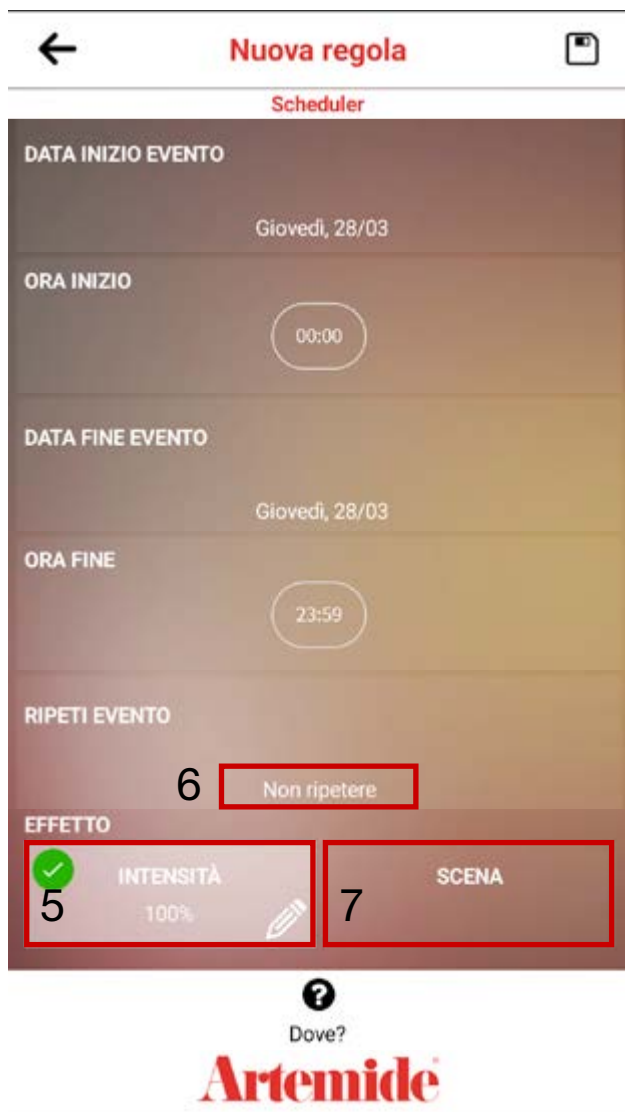 Nuova regola
Scheduler
DATA INIZIO EVENTO
Giovedì, 28/03
ORA INIZIO
00:00
DATA FINE EVENTO
Giovedì, 28/03
ORA FINE
23:59
RIPETI EVENTO
6 Non ripetere
EFFETTO
INTENSITÀ SCENA
5 100% 7
Dove?
Artemide